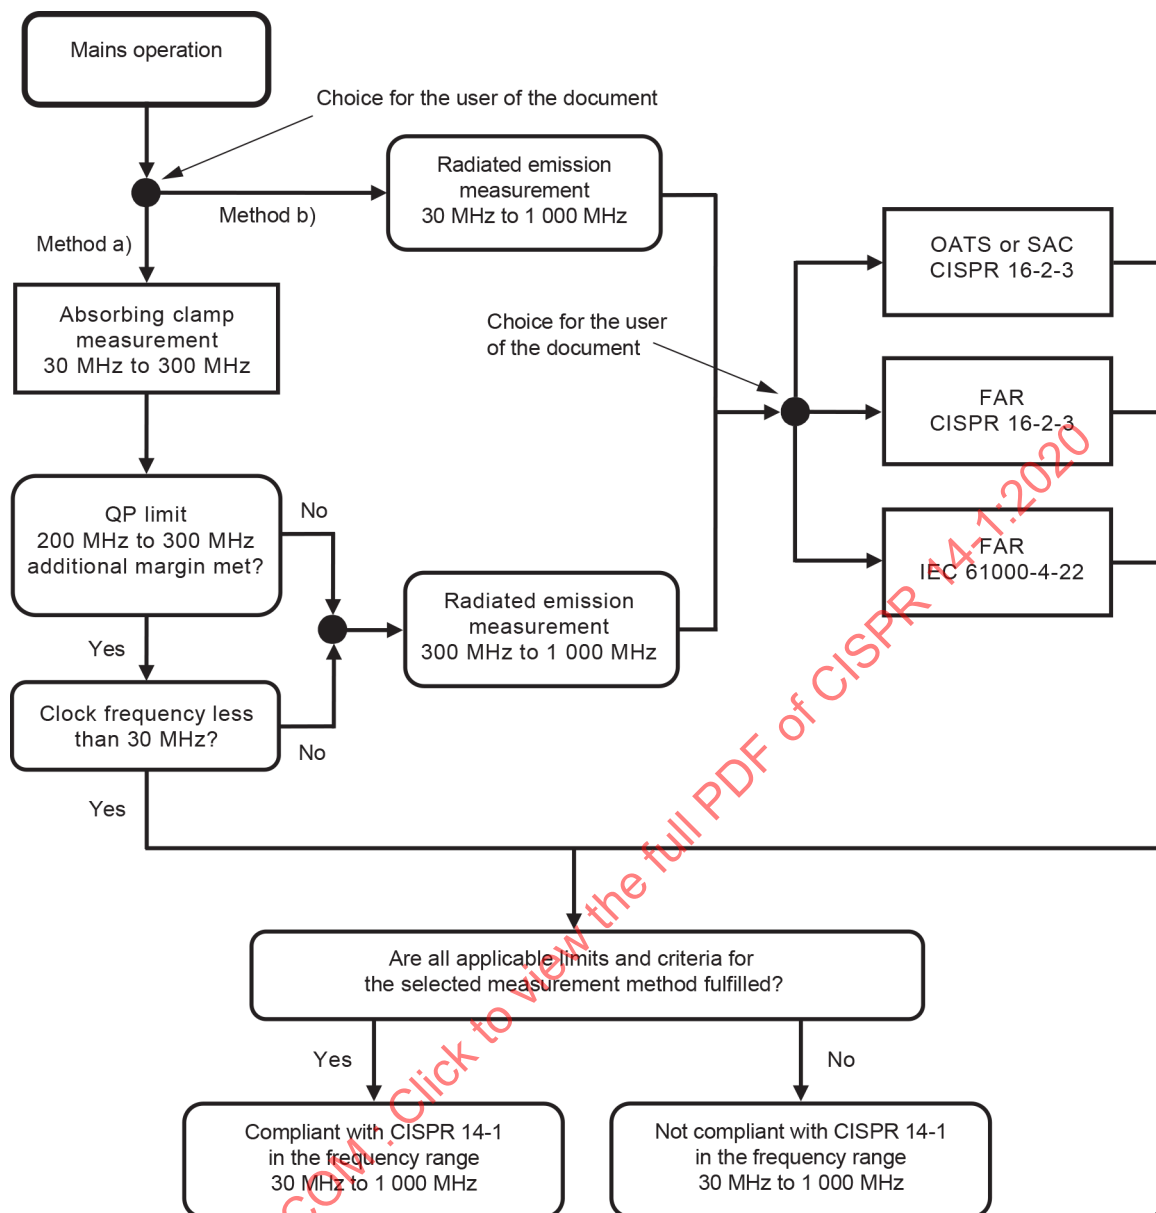 Mains operation
Choice for the user of the document
Radiated emission
measurement
30 MHz to 1 000 MHz
Method b)
Method a)
OATS or SAC
CISPR 16-2-3
Absorbing clamp
measurement
30 MHz to 300 MHz
Choice for the user
of the document
FAR
CISPR 16-2-3
QP limit
200 MHz to 300 MHz
additional margin met?
No
FAR
IEC 61000-4-22
Radiated emission
measurement
300 MHz to 1 000 MHz
Yes
Clock frequency less
than 30 MHz?
No
Yes
Are all applicable limits and criteria for
the selected measurement method fulfilled?
Yes
No
Compliant with CISPR 14-1
in the frequency range
30 MHz to 1 000 MHz
Not compliant with CISPR 14-1
in the frequency range
30 MHz to 1 000 MHz
COM : Click to view the full PDF of CISPR 14-1:2020